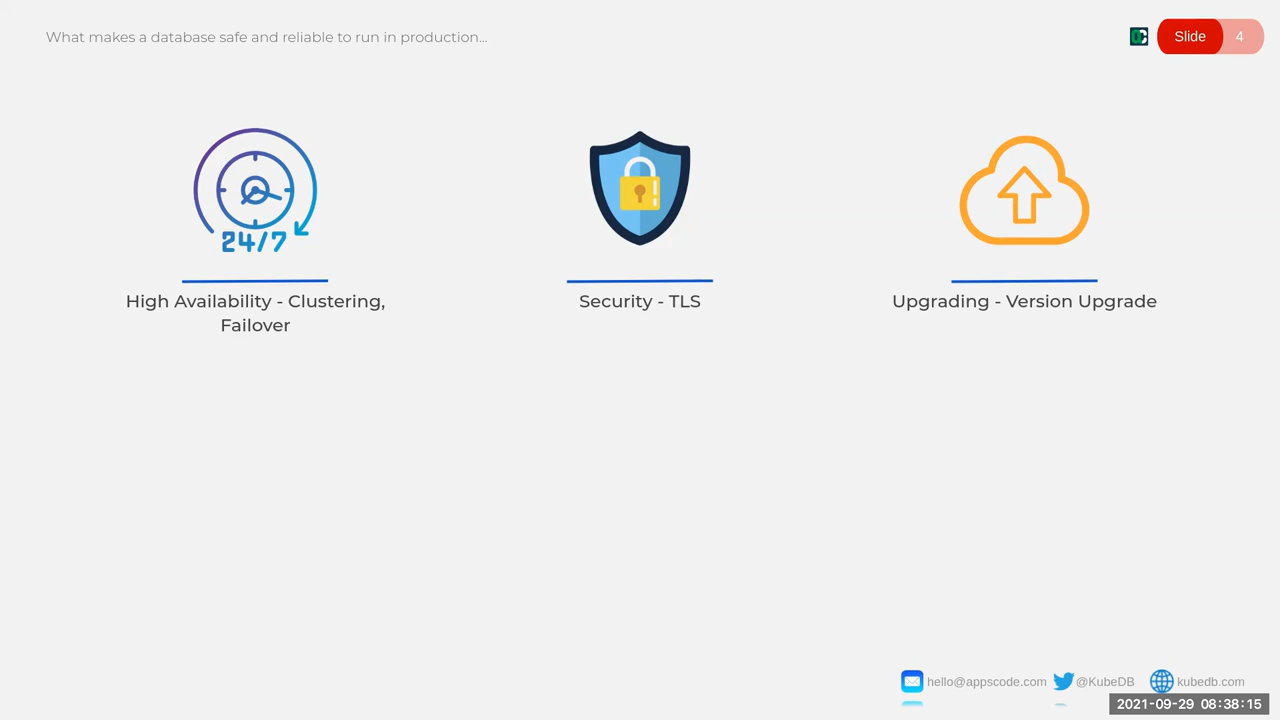 What makes a database safe and reliable to run in production...
Slide 4
24/7
High Availability - Clustering,
Failover
Security - TLS
Upgrading - Version Upgrade
hello@appscode.com @KubeDB kubedb.com
2021-09-29 08:38:15